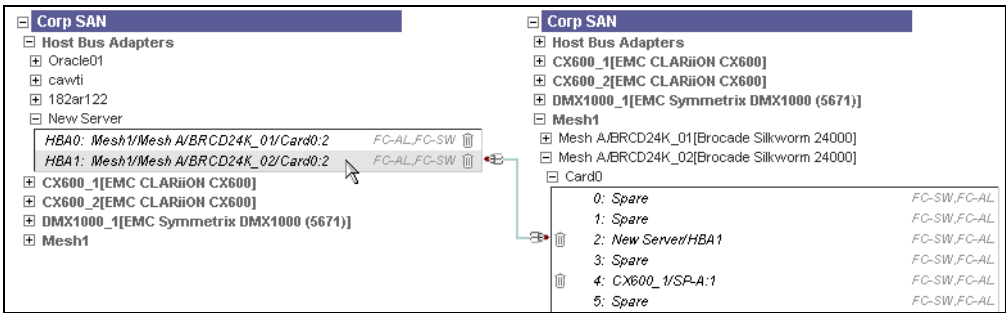 Corp SAN
Host Bus Adapters
Oracle01
cawti
182ar122
New Server
HBA0: Mesh1/Mesh A/BRCD24K_01/Card0:2 FC-AL,FC-SW
HBA1: Mesh1/Mesh A/BRCD24K_02/Card0:2 FC-AL,FC-SW
CX600_1[EMC CLARiiON CX600]
CX600_2[EMC CLARiiON CX600]
DMX1000_1[EMC Symmetrix DMX1000 (5671)]
Mesh1
Corp SAN
Host Bus Adapters
CX600_1[EMC CLARiiON CX600]
CX600_2[EMC CLARiiON CX600]
DMX1000_1[EMC Symmetrix DMX1000 (5671)]
Mesh1
Mesh A/BRCD24K_01[Brocade Silkworm 24000]
Mesh A/BRCD24K_02[Brocade Silkworm 24000]
Card0
0: Spare FC-SW,FC-AL
1: Spare FC-SW,FC-AL
2: New Server/HBA1 FC-SW,FC-AL
3: Spare FC-SW,FC-AL
4: CX600_1/SP-A:1 FC-SW,FC-AL
5: Spare FC-SW,FC-AL